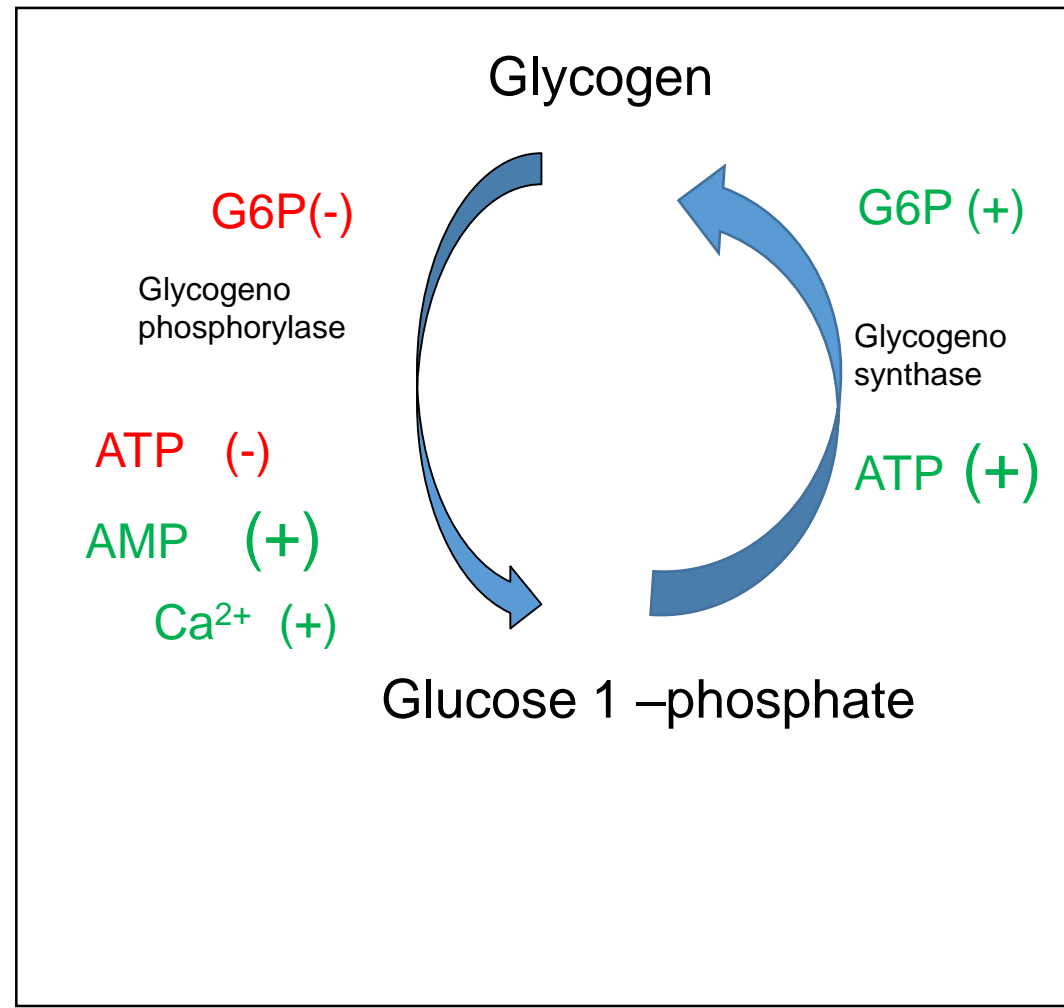 Glycogen
G6P(-)
Glycogeno
phosphorylase
ATP (-)
AMP (+)
Ca²⁺ (+)
G6P (+)
Glycogeno
synthase
ATP (+)
Glucose 1 –phosphate